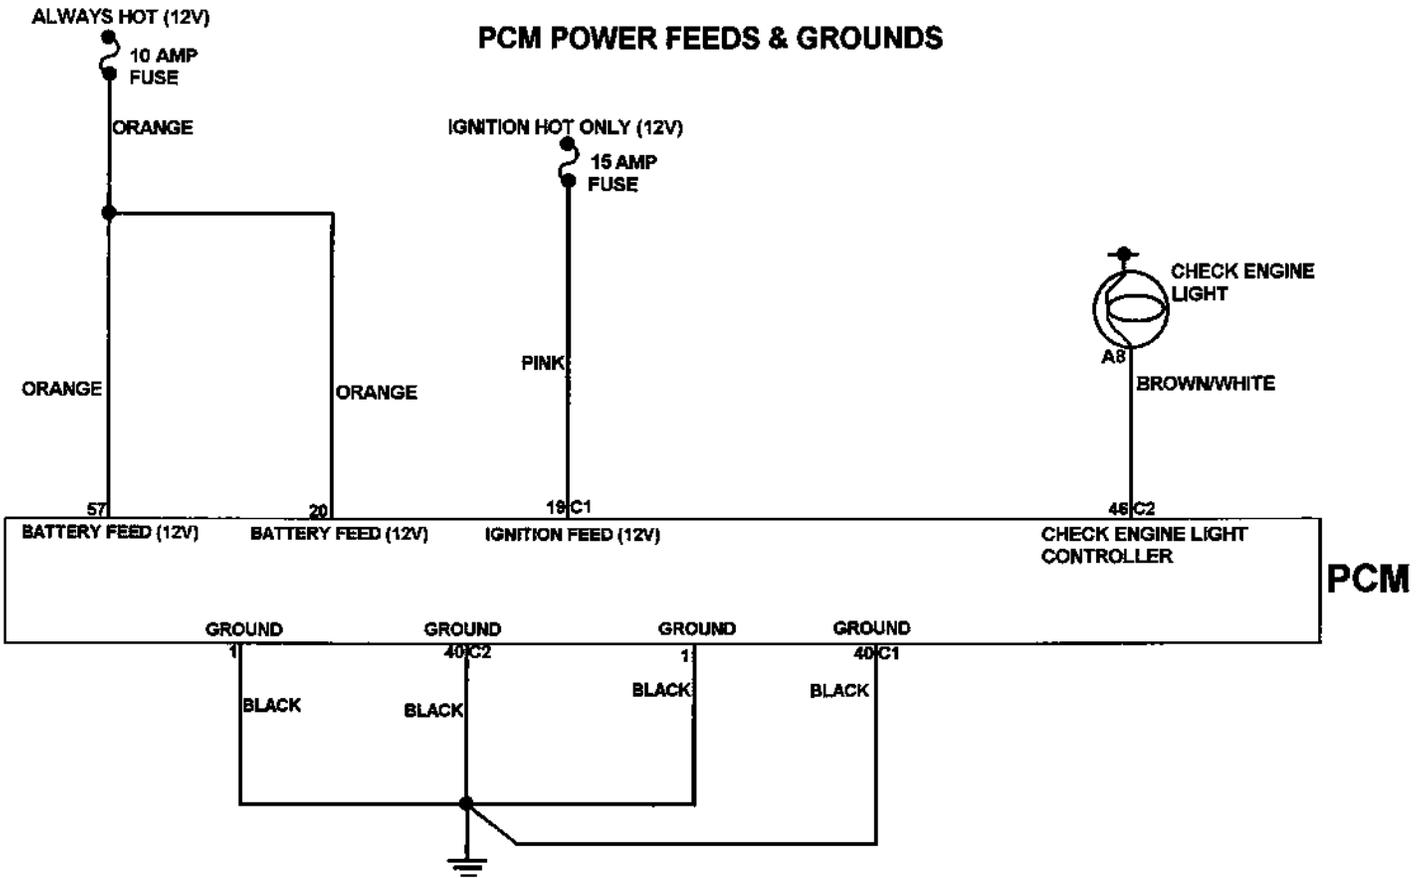 ALWAYS HOT (12V)
PCM POWER FEEDS & GROUNDS
10 AMP
FUSE
ORANGE
IGNITION HOT ONLY (12V)
15 AMP
FUSE
CHECK ENGINE
LIGHT
A8
PINK
BROWN/WHITE
ORANGE
ORANGE
57
20
19 C1
46 C2
BATTERY FEED (12V)
BATTERY FEED (12V)
IGNITION FEED (12V)
CHECK ENGINE LIGHT
CONTROLLER
PCM
GROUND
GROUND
GROUND
GROUND
1
40 C2
1
40 C1
BLACK
BLACK
BLACK
BLACK